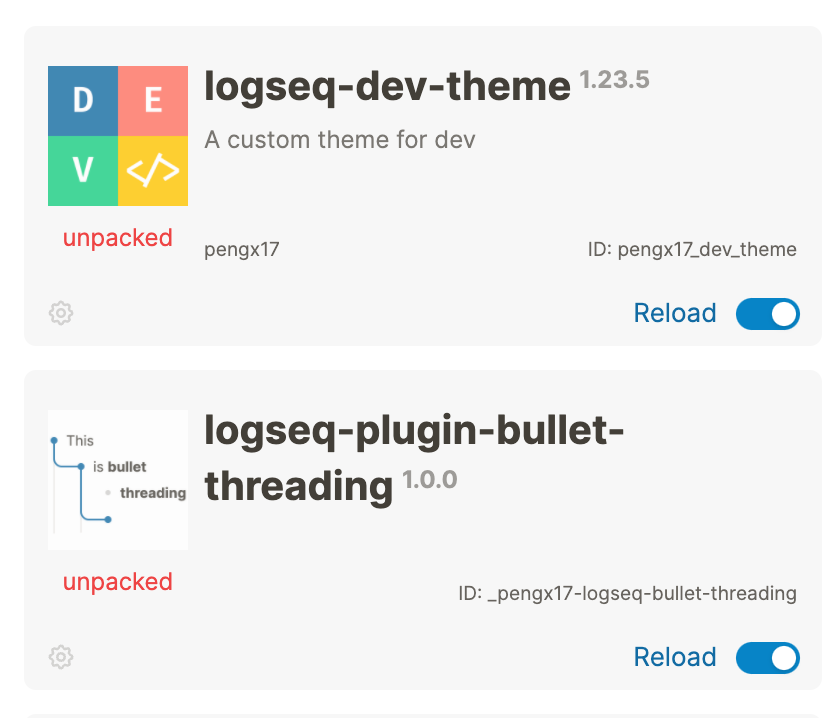 D E
V </>
logseq-dev-theme 1.23.5
A custom theme for dev
unpacked
pengx17
ID: pengx17_dev_theme
Reload
This
is bullet
threading
logseq-plugin-bullet-
threading 1.0.0
unpacked
ID: _pengx17-logseq-bullet-threading
Reload